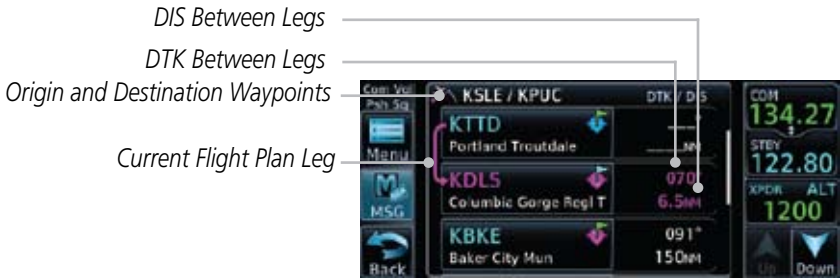 DIS Between Legs
DTK Between Legs
Origin and Destination Waypoints
Current Flight Plan Leg
Com Vol
Psh Sq
Menu
MSG
Back
KSLE / KPUC
DTK / DIS
KTTD
Portland Troutdale
___°
____NM
KDLS
Columbia Gorge Regl T
070°
6.5NM
KBKE
Baker City Mun
091°
150NM
COM
134.27
STBY
122.80
XPDR ALT
1200
Up
Down